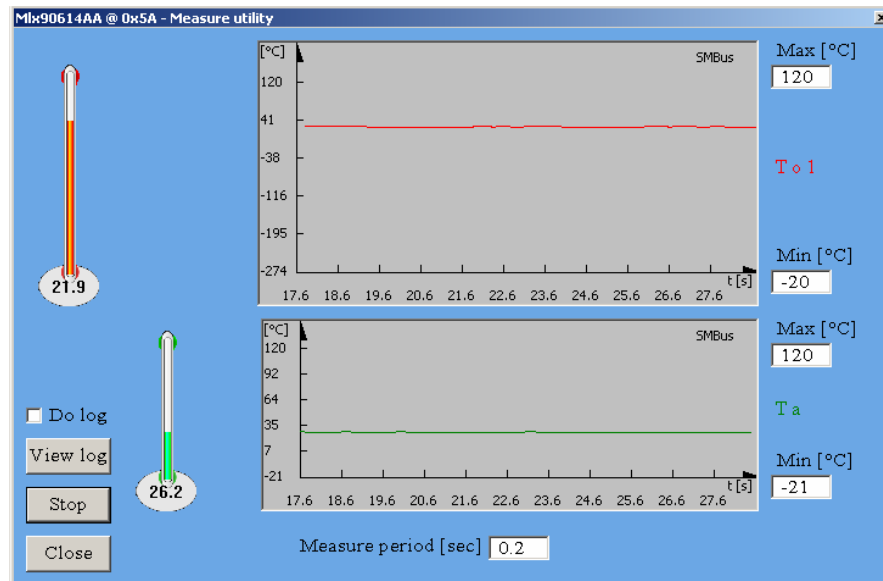 Mlx90614AA @ 0x5A - Measure utility
[°C]
120
41
-38
-116
-195
-274
SMBus
t [s]
17.6 18.6 19.6 20.6 21.6 22.6 23.6 24.6 25.6 26.6 27.6
Max [°C]
120
T o 1
Min [°C]
-20
21.9
[°C]
120
92
64
35
7
-21
SMBus
t [s]
17.6 18.6 19.6 20.6 21.6 22.6 23.6 24.6 25.6 26.6 27.6
Max [°C]
120
T a
Min [°C]
-21
26.2
Do log
View log
Stop
Close
Measure period [sec] 0.2